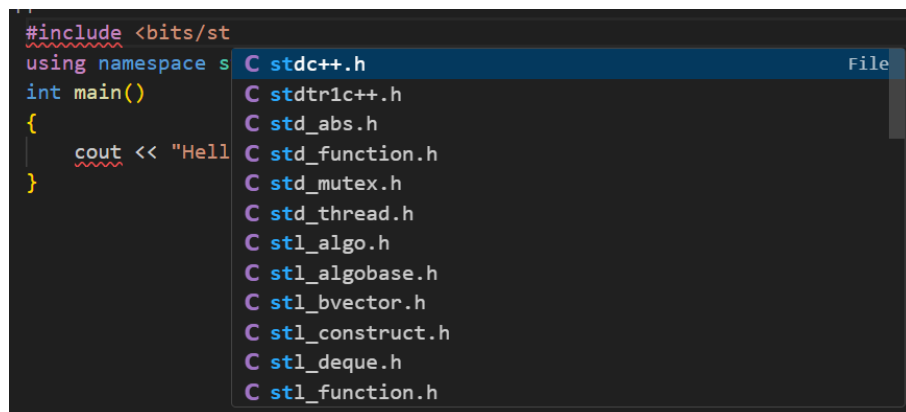 #include <bits/st
using namespace s
int main()
{
cout << "Hell
}
C stdc++.h File
C stdtr1c++.h
C std_abs.h
C std_function.h
C std_mutex.h
C std_thread.h
C stl_algo.h
C stl_algobase.h
C stl_bvector.h
C stl_construct.h
C stl_deque.h
C stl_function.h